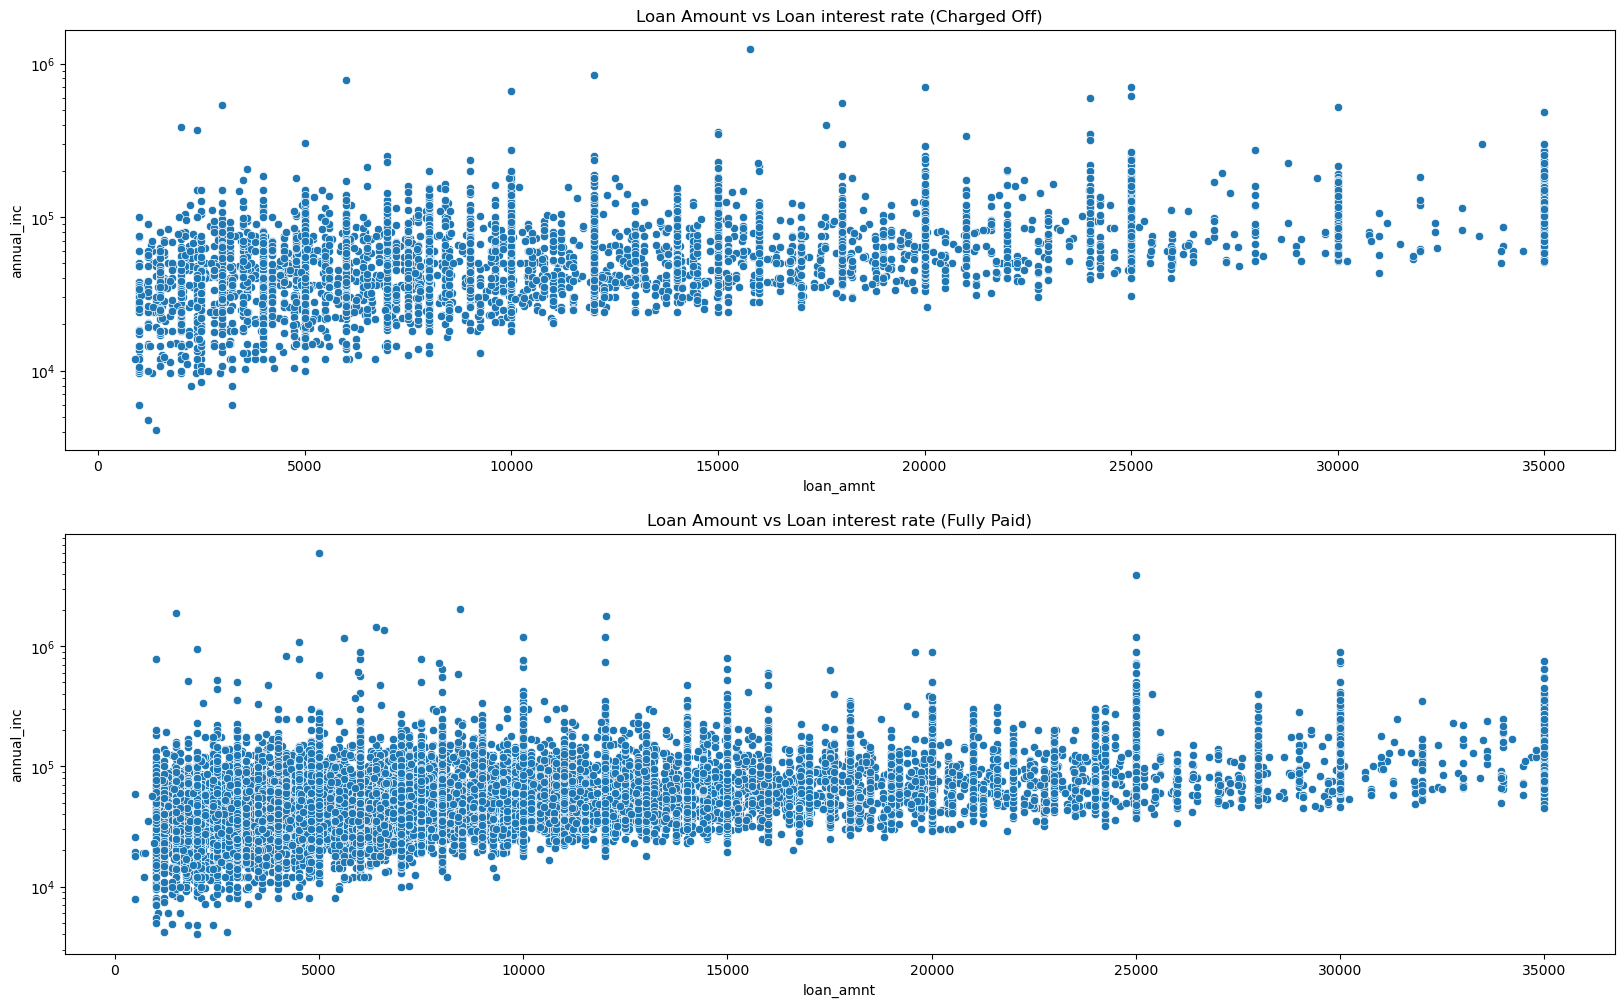 Loan Amount vs Loan interest rate (Charged Off)
10^6
10^5
10^4
annual_inc
0 5000 10000 15000 20000 25000 30000 35000
loan_amnt
Loan Amount vs Loan interest rate (Fully Paid)
10^6
10^5
10^4
annual_inc
0 5000 10000 15000 20000 25000 30000 35000
loan_amnt